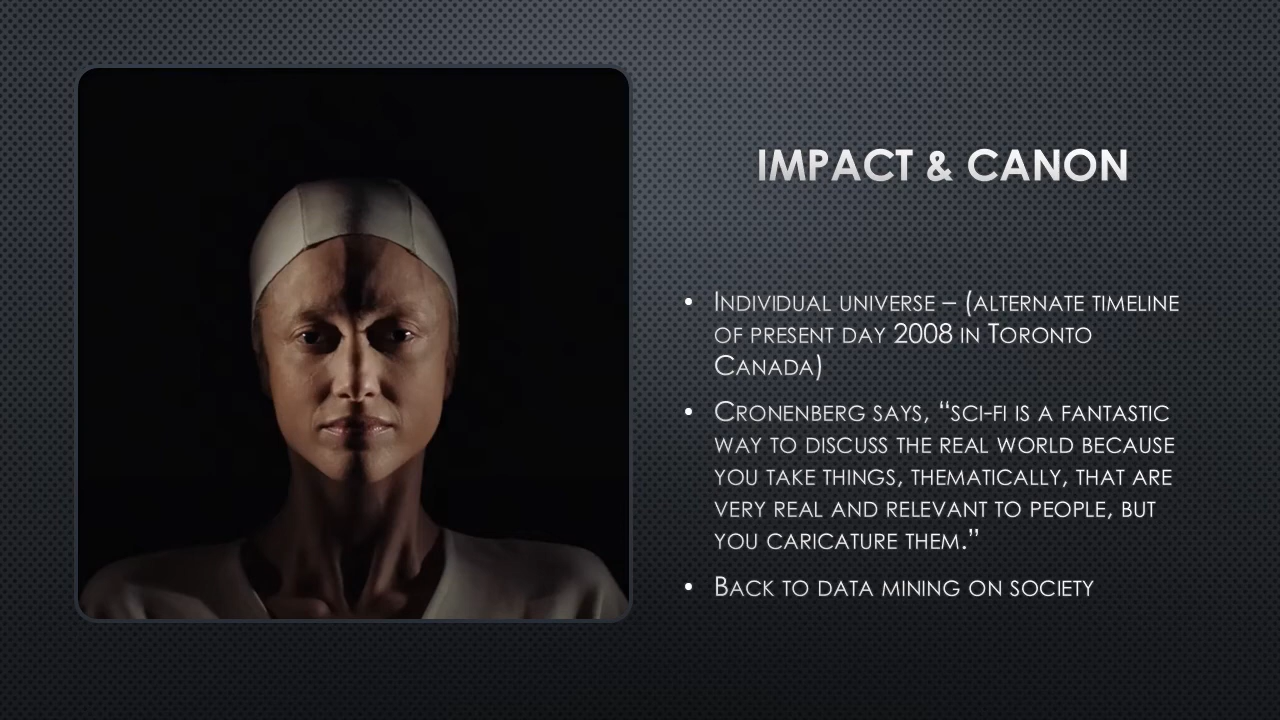 IMPACT & CANON
• Individual universe – (alternate timeline
of present day 2008 in Toronto
Canada)
• Cronenberg says, “sci-fi is a fantastic
way to discuss the real world because
you take things, thematically, that are
very real and relevant to people, but
you caricature them.”
• Back to data mining on society